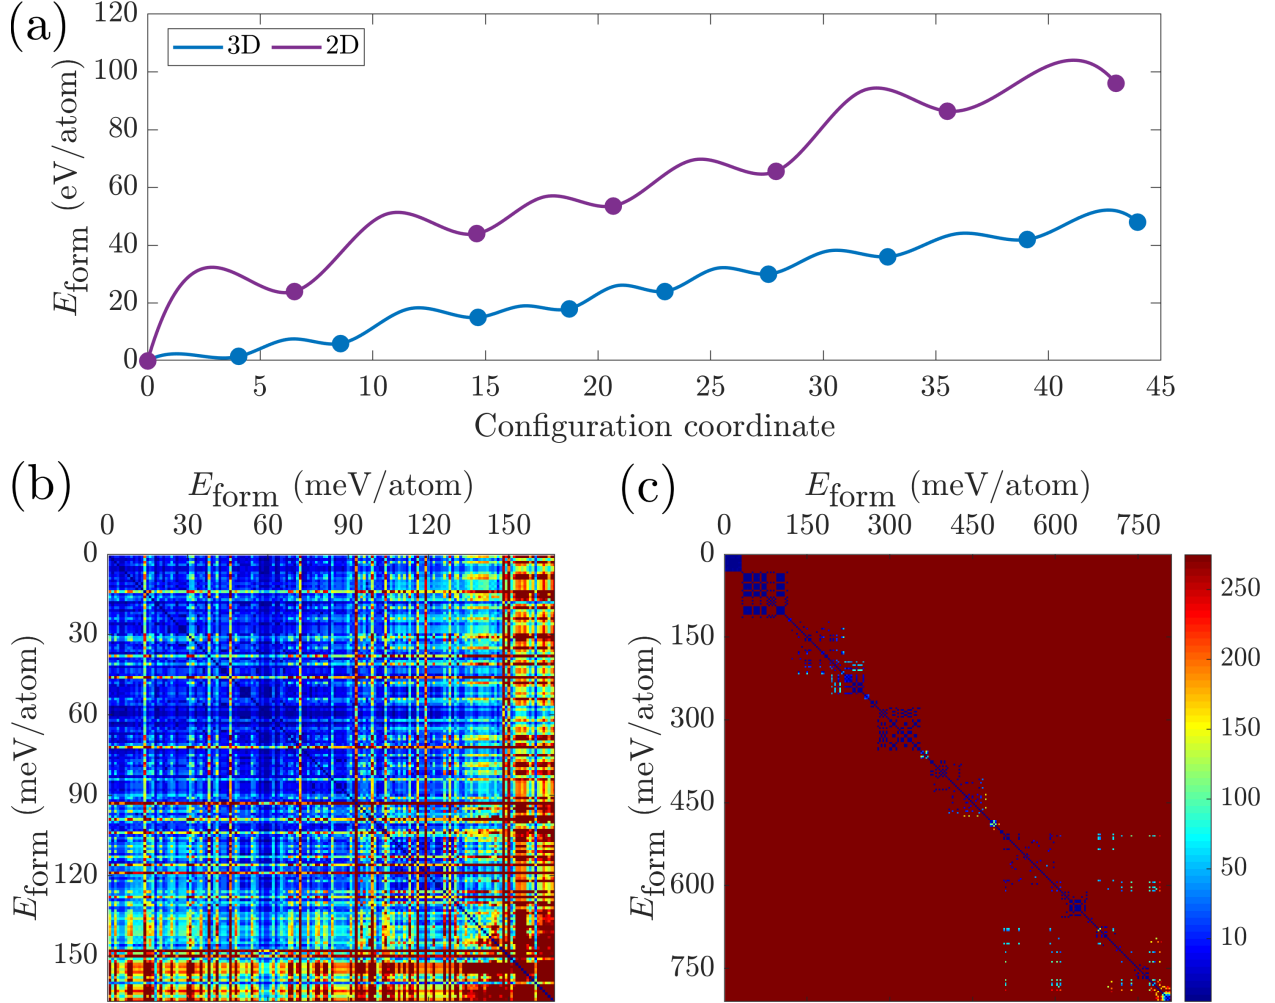 (a)
120
100
80
60
40
20
0
E_form (eV/atom)
3D 2D
0 5 10 15 20 25 30 35 40 45
Configuration coordinate
(b)
E_form (meV/atom)
0 30 60 90 120 150
0
30
60
90
120
150
E_form (meV/atom)
(c)
E_form (meV/atom)
0 150 300 450 600 750
0
150
300
450
600
750
E_form (meV/atom)
250
200
150
100
50
10